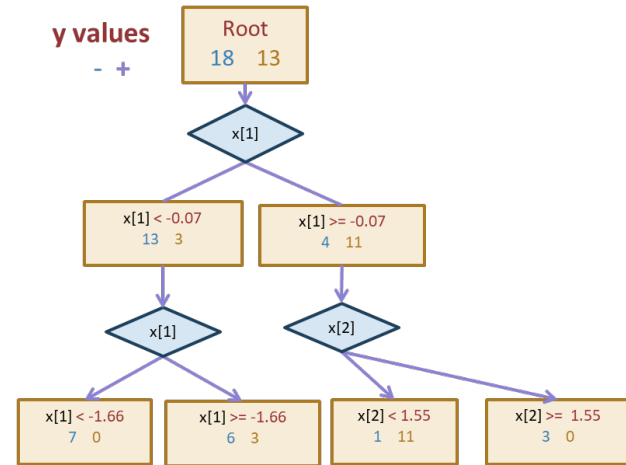 y values
- +
Root
18 13
x[1]
x[1] < -0.07
13 3
x[1] >= -0.07
4 11
x[1]
x[2]
x[1] < -1.66
7 0
x[1] >= -1.66
6 3
x[2] < 1.55
1 11
x[2] >= 1.55
3 0